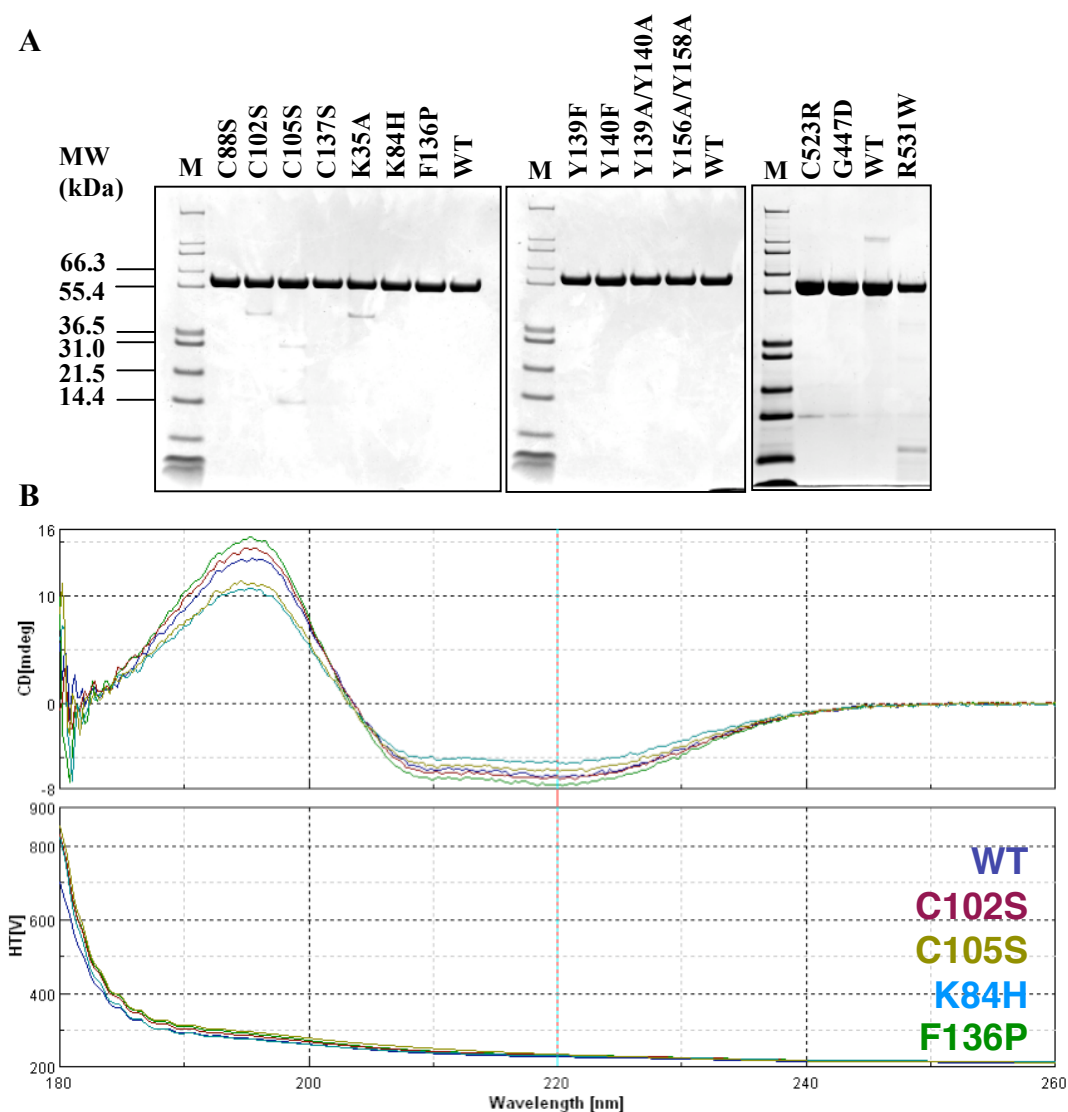 A
MW
(kDa)
M
C88S
C102S
C105S
C137S
K35A
K84H
F136P
WT
M
Y139F
Y140F
Y139A/Y140A
Y156A/Y158A
WT
M
C523R
G447D
WT
R531W
66.3
55.4
36.5
31.0
21.5
14.4
B
16
10
0
-8
CD[mdeg]
900
800
600
400
200
HT[V]
WT
C102S
C105S
K84H
F136P
180
200
220
240
260
Wavelength [nm]